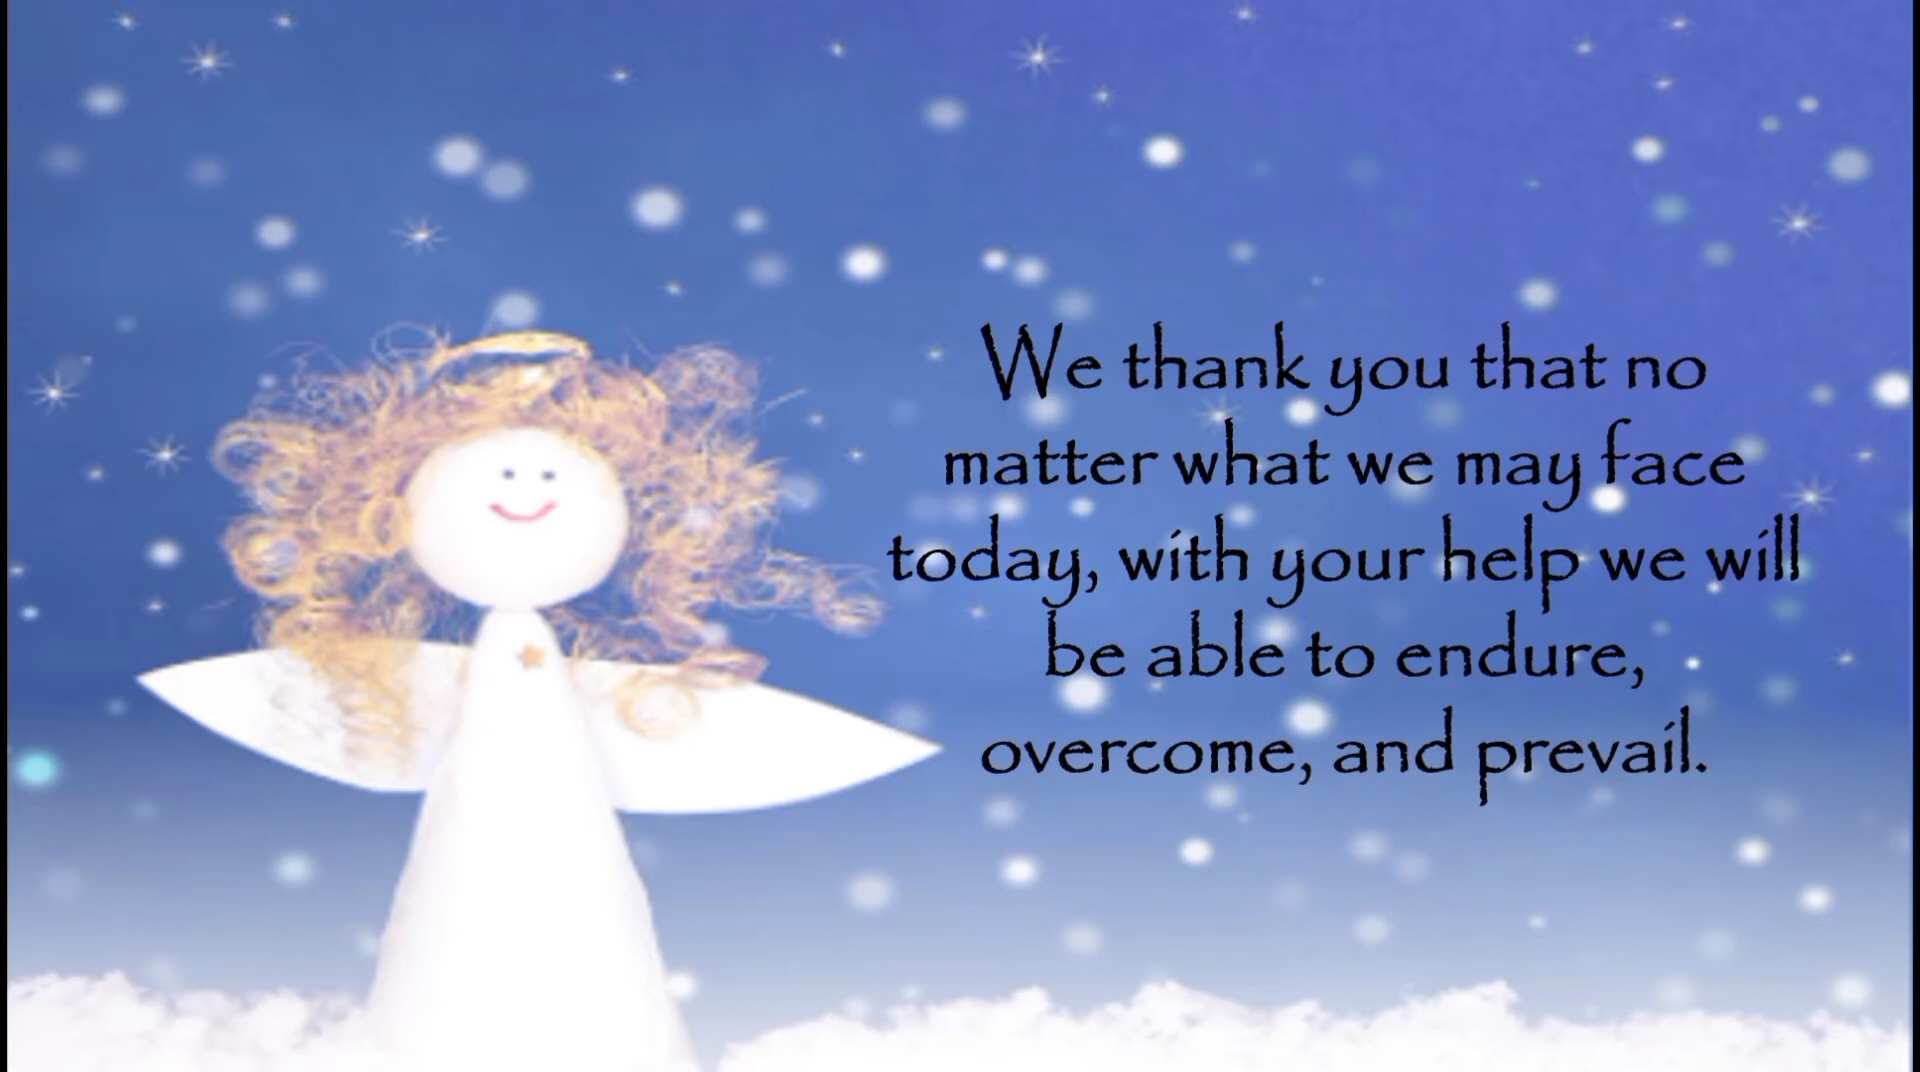 We thank you that no
matter what we may face
today, with your help we will
be able to endure,
overcome, and prevail.